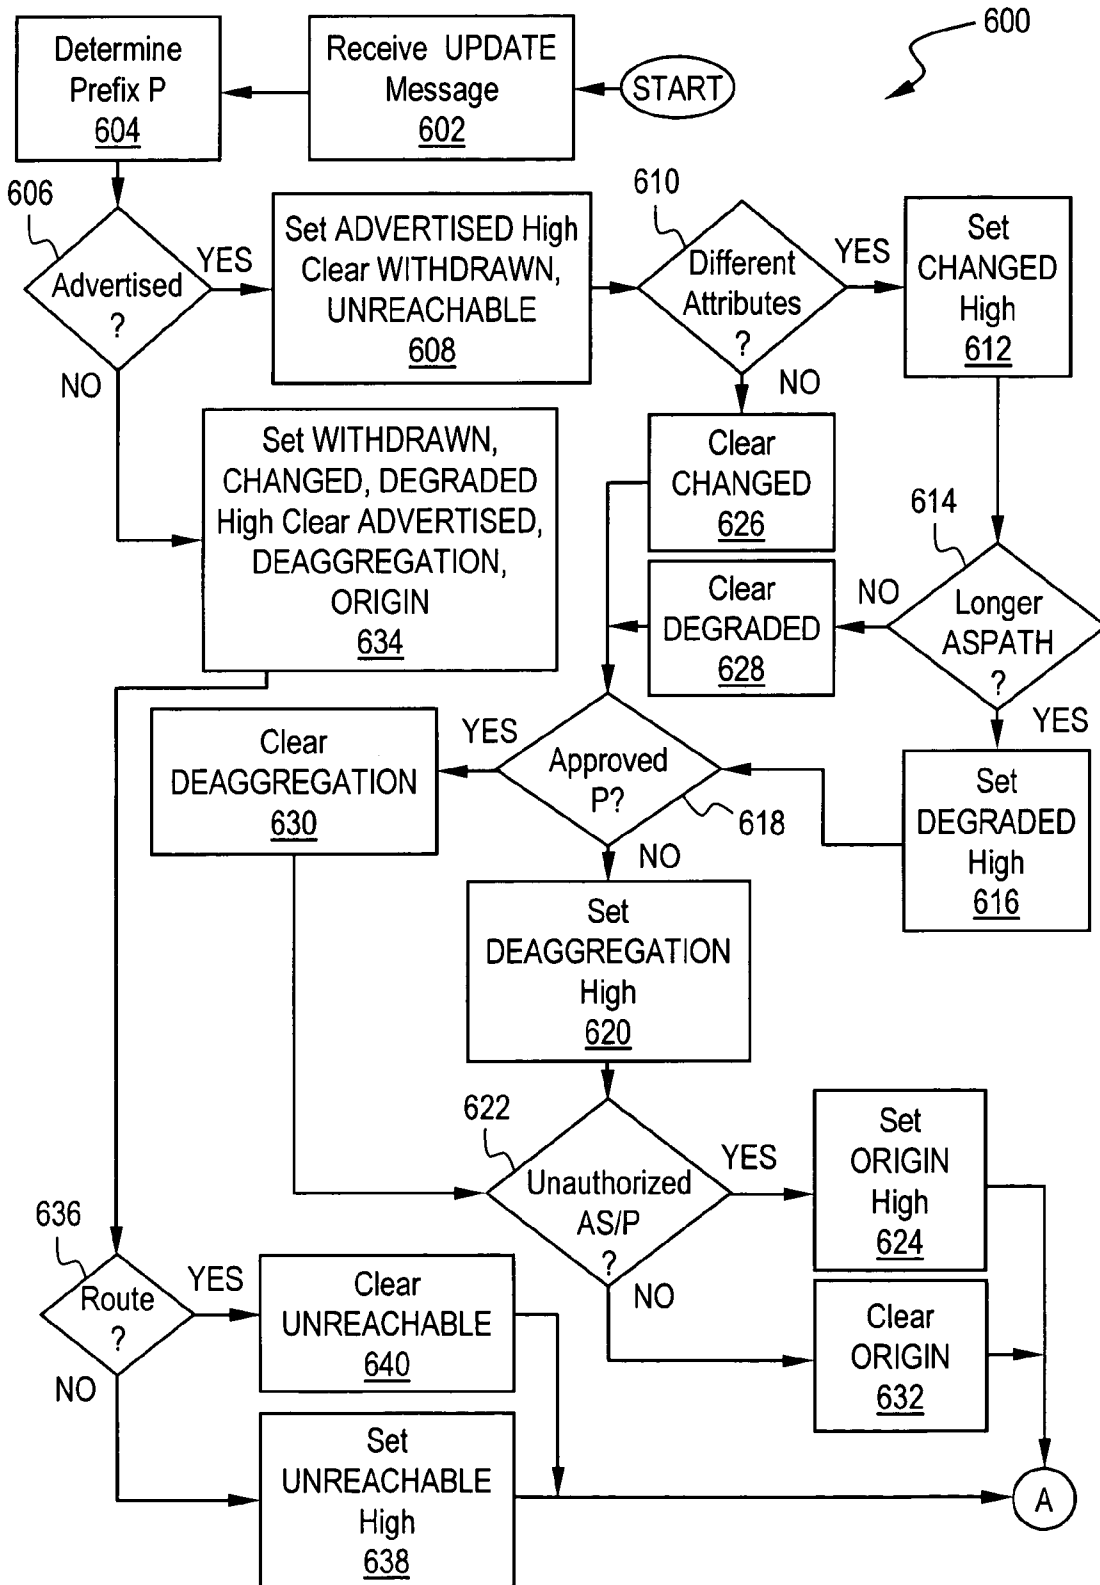 600
START
Receive UPDATE
Message
602
Determine
Prefix P
604
606
Advertised
?
YES
NO
Set ADVERTISED High
Clear WITHDRAWN,
UNREACHABLE
608
610
Different
Attributes
?
YES
NO
Set
CHANGED
High
612
Set WITHDRAWN,
CHANGED, DEGRADED
High Clear ADVERTISED,
DEAGGREGATION,
ORIGIN
634
Clear
CHANGED
626
614
Longer
ASPATH
?
NO
YES
Clear
DEGRADED
628
Set
DEGRADED
High
616
Approved
P?
618
YES
NO
Clear
DEAGGREGATION
630
Set
DEAGGREGATION
High
620
622
Unauthorized
AS/P
?
YES
NO
Set
ORIGIN
High
624
Clear
ORIGIN
632
636
Route
?
YES
NO
Clear
UNREACHABLE
640
Set
UNREACHABLE
High
638
A